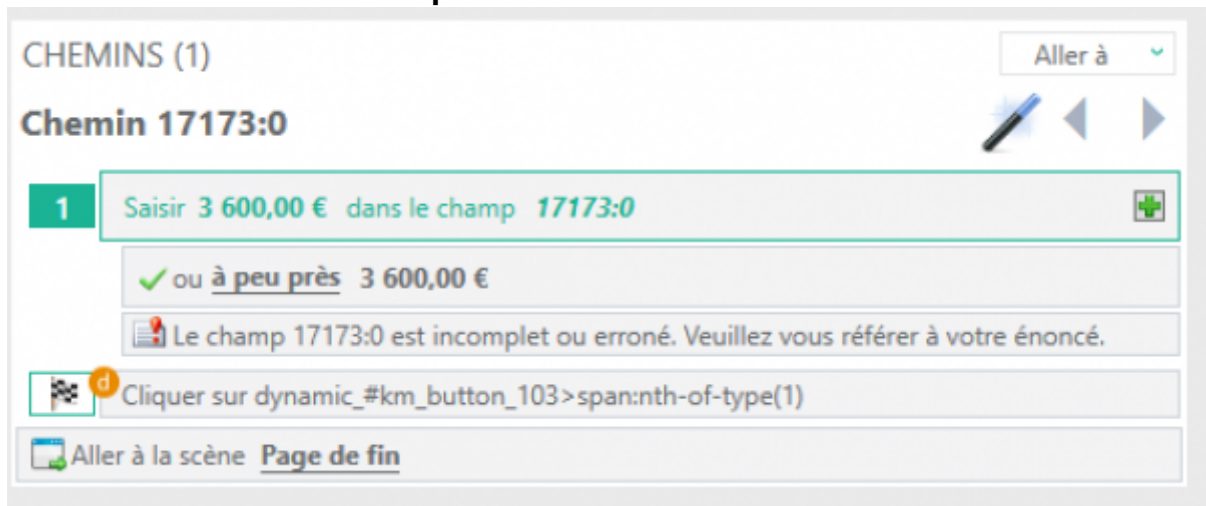 CHEMINS (1)
Aller à
Chemin 17173:0
1 Saisir 3 600,00 € dans le champ 17173:0
ou à peu près 3 600,00 €
Le champ 17173:0 est incomplet ou erroné. Veuillez vous référer à votre énoncé.
d Cliquer sur dynamic_#km_button_103>span:nth-of-type(1)
Aller à la scène Page de fin